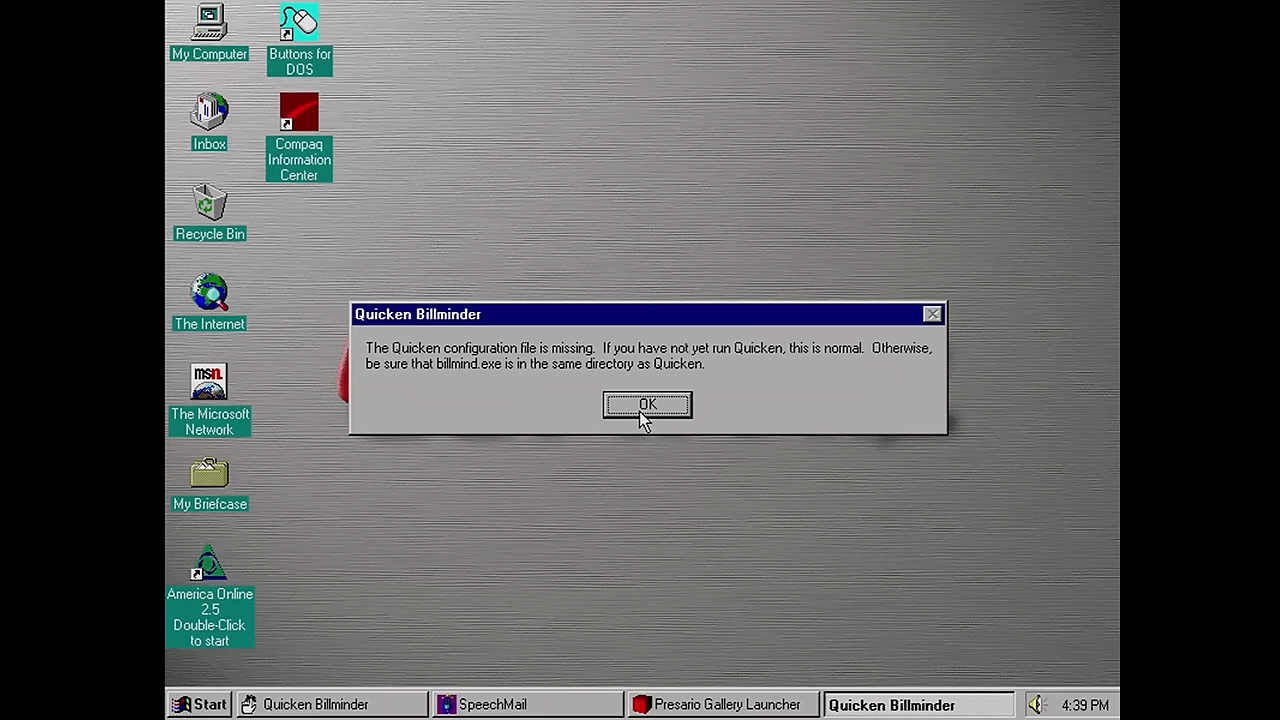 My Computer
Buttons for
DOS
Inbox
Compaq
Information
Center
Recycle Bin
The Internet
msn.
The Microsoft
Network
My Briefcase
America Online
2.5
Double-Click
to start
Quicken Billminder
The Quicken configuration file is missing.  If you have not yet run Quicken, this is normal.  Otherwise,
be sure that billmind.exe is in the same directory as Quicken.
OK
Start
Quicken Billminder
SpeechMail
Presario Gallery Launcher
Quicken Billminder
4:39 PM